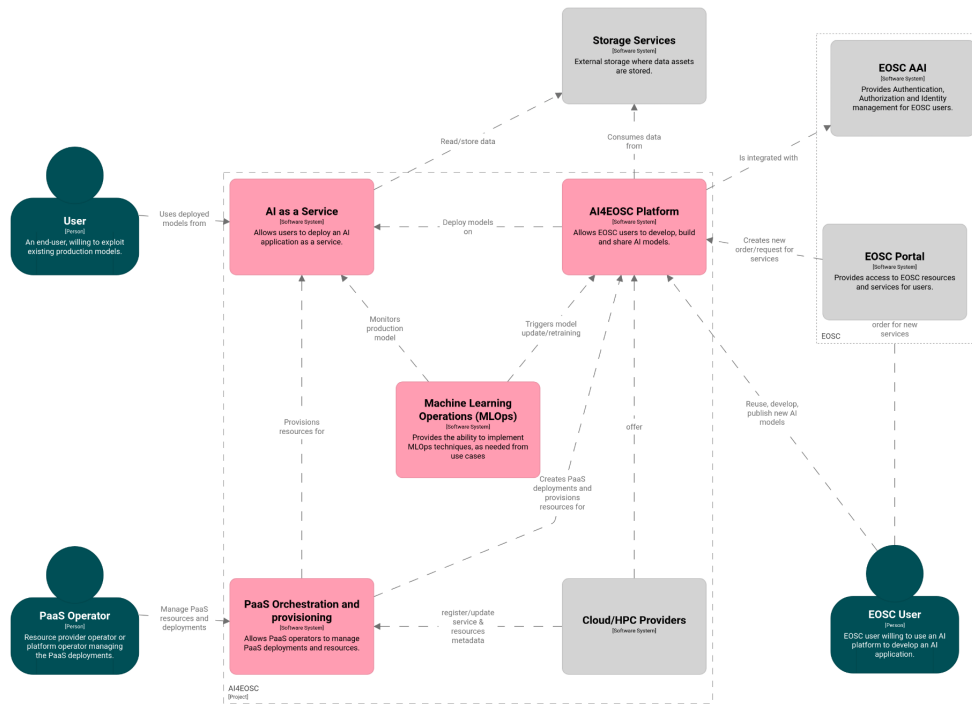 Storage Services
[Software System]
External storage where data assets
are stored.
EOSC AAI
[Software System]
Provides Authentication,
Authorization and Identity
management for EOSC users.
Read/store data
Consumes data
from
Is integrated with
User
[Person]
An end-user, willing to exploit
existing production models.
Uses deployed
models from
AI as a Service
[Software System]
Allows users to deploy an AI
application as a service.
Deploy models
on
AI4EOSC Platform
[Software System]
Allows EOSC users to develop, build
and share AI models.
Creates new
order/request for
services
EOSC Portal
[Software System]
Provides access to EOSC resources
and services for users.
order for new
services
EOSC
Monitors
production
model
Triggers model
update/retraining
Machine Learning
Operations (MLOps)
[Software System]
Provides the ability to implement
MLOps techniques, as needed from
use cases
Provisions
resources for
offer
Reuse, develop,
publish new AI
models
Creates PaaS
deployments and
provisions
resources for
PaaS Operator
[Person]
Resource provider operator or
platform operator managing
the PaaS deployments.
Manage PaaS
resources and
deployments
PaaS Orchestration and
provisioning
[Software System]
Allows PaaS operators to manage
PaaS deployments and resources.
register/update
service &
resources
metadata
Cloud/HPC Providers
[Software System]
EOSC User
[Person]
EOSC user willing to use an AI
platform to develop an AI
application.
AI4EOSC
[Project]